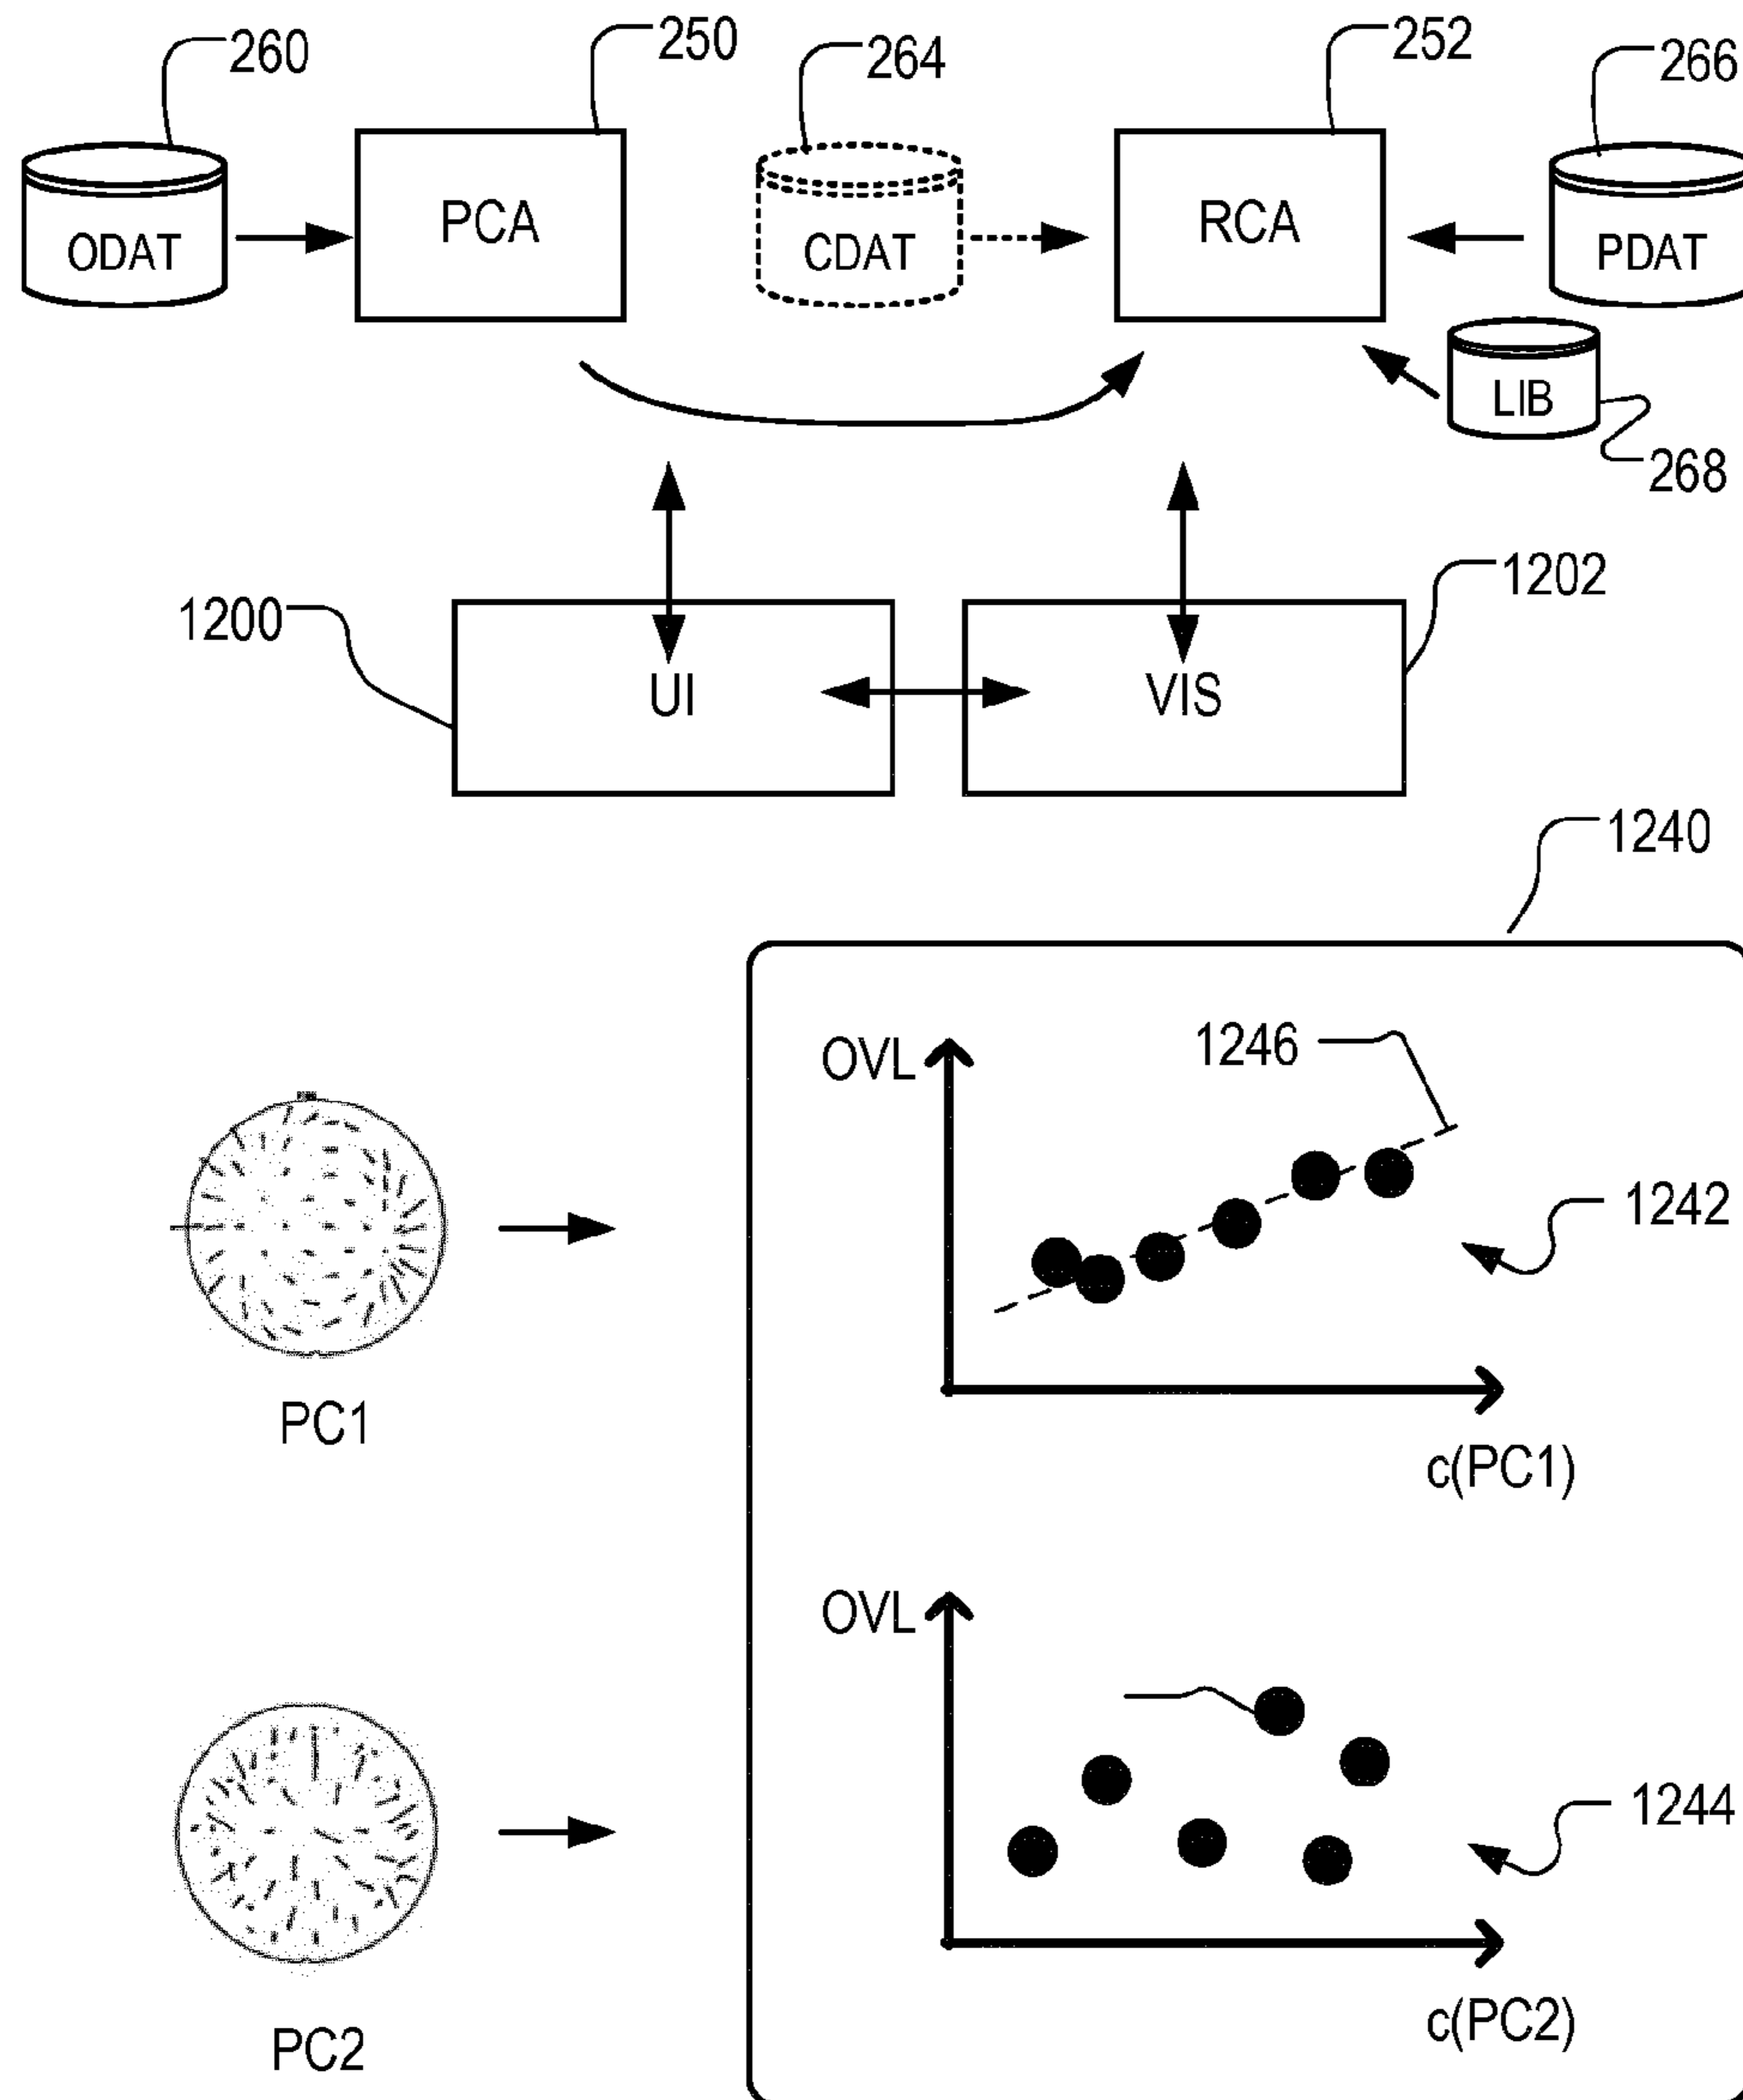 260
250
264
252
266
ODAT
PCA
CDAT
RCA
PDAT
LIB
268
1200
1202
UI
VIS
1240
OVL
1246
1242
PC1
c(PC1)
OVL
1244
PC2
c(PC2)